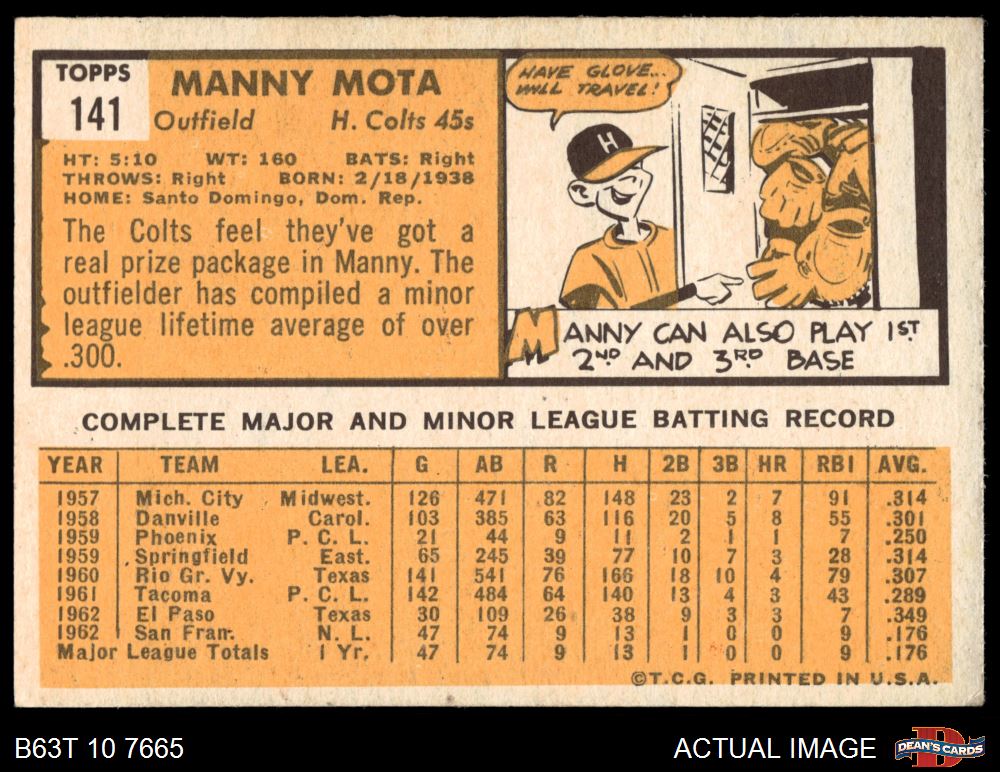 TOPPS
141
MANNY MOTA
Outfield H. Colts 45s
HT: 5:10 WT: 160 BATS: Right
THROWS: Right BORN: 2/18/1938
HOME: Santo Domingo, Dom. Rep.
The Colts feel they've got a
real prize package in Manny. The
outfielder has compiled a minor
league lifetime average of over
.300.
HAVE GLOVE...
WILL TRAVEL!
H
MANNY CAN ALSO PLAY 1ST
2ND AND 3RD BASE
COMPLETE MAJOR AND MINOR LEAGUE BATTING RECORD
YEAR TEAM LEA. G AB R H 2B 3B HR RBI AVG.
1957 Mich. City Midwest. 126 471 82 148 23 2 7 91 .314
1958 Danville Carol. 103 385 63 116 20 5 8 55 .301
1959 Phoenix P. C. L. 21 44 9 11 2 1 1 7 .250
1959 Springfield East. 65 245 39 77 10 7 3 28 .314
1960 Rio Gr. Vy. Texas 141 541 76 166 18 10 4 79 .307
1961 Tacoma P. C. L. 142 484 64 140 13 4 3 43 .289
1962 El Paso Texas 30 109 26 38 9 3 3 7 .349
1962 San Fran. N. L. 47 74 9 13 1 0 0 9 .176
Major League Totals 1 Yr. 47 74 9 13 1 0 0 9 .176
©T.C.G. PRINTED IN U.S.A.
B63T 10 7665 ACTUAL IMAGE DEAN'S CARDS